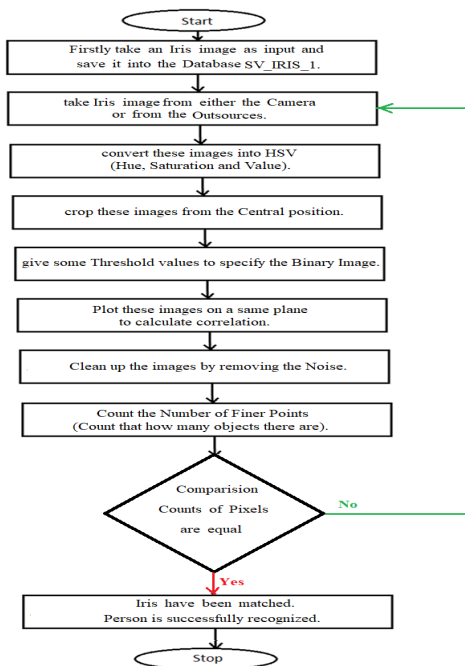 Start
Firstly take an Iris image as input and
save it into the Database SV_IRIS_1.
take Iris image from either the Camera
or from the Outsources.
convert these images into HSV
(Hue, Saturation and Value).
crop these images from the Central position.
give some Threshold values to specify the Binary Image.
Plot these images on a same plane
to calculate correlation.
Clean up the images by removing the Noise.
Count the Number of Finer Points
(Count that how many objects there are).
Comparision
Counts of Pixels
are equal
No
Yes
Iris have been matched.
Person is successfully recognized.
Stop